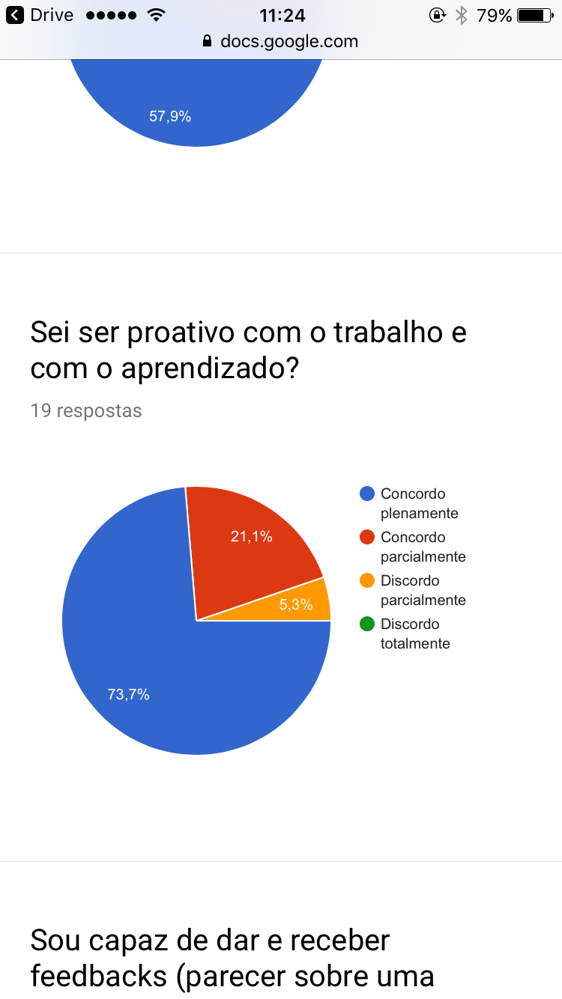 Drive 11:24 79%
docs.google.com
57,9%
Sei ser proativo com o trabalho e
com o aprendizado?
19 respostas
Concordo
plenamente
Concordo
parcialmente
Discordo
parcialmente
Discordo
totalmente
21,1%
5,3%
73,7%
Sou capaz de dar e receber
feedbacks (parecer sobre uma